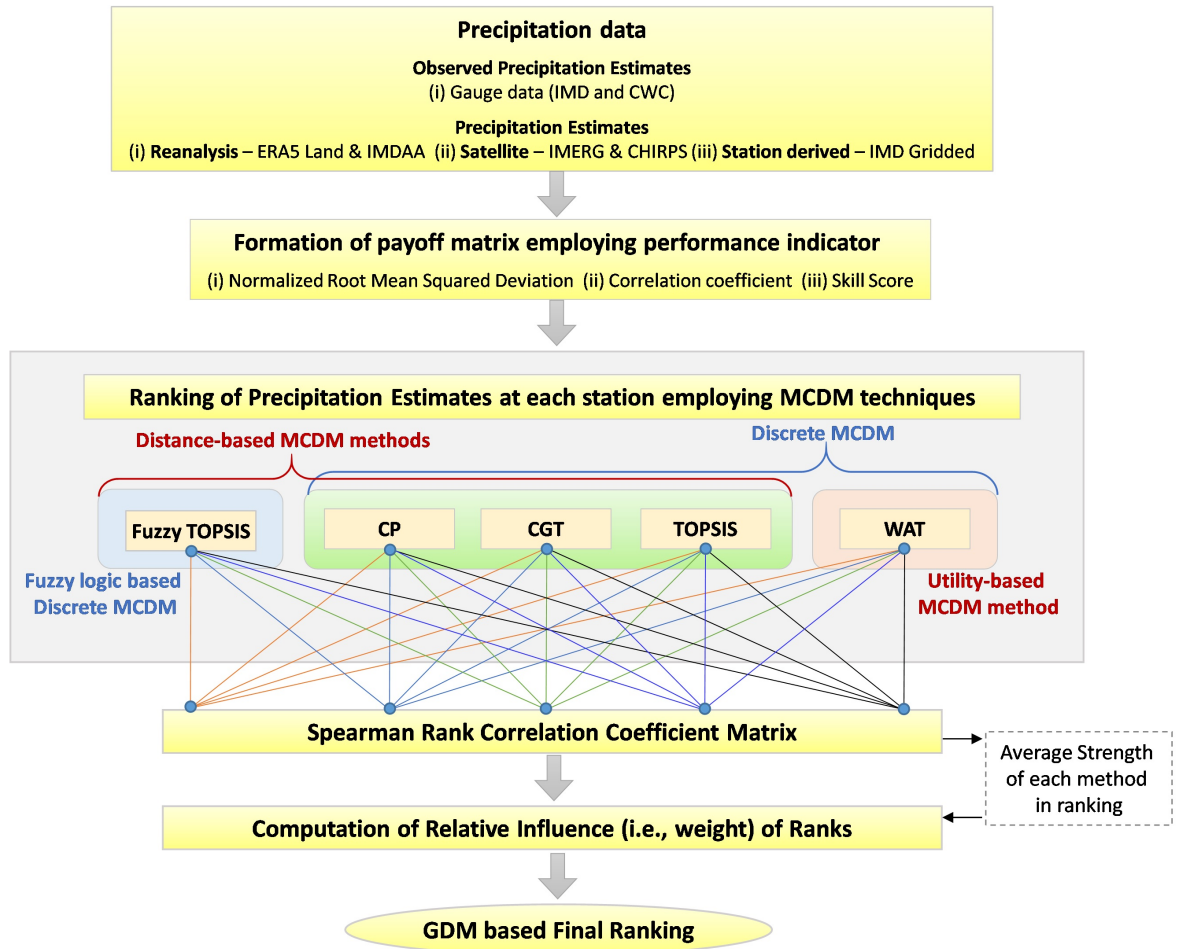 Precipitation data
Observed Precipitation Estimates
(i) Gauge data (IMD and CWC)
Precipitation Estimates
(i) Reanalysis – ERA5 Land & IMDAA (ii) Satellite – IMERG & CHIRPS (iii) Station derived – IMD Gridded
Formation of payoff matrix employing performance indicator
(i) Normalized Root Mean Squared Deviation (ii) Correlation coefficient (iii) Skill Score
Ranking of Precipitation Estimates at each station employing MCDM techniques
Distance-based MCDM methods
Discrete MCDM
Fuzzy TOPSIS
CP
CGT
TOPSIS
WAT
Fuzzy logic based
Discrete MCDM
Utility-based
MCDM method
Spearman Rank Correlation Coefficient Matrix
Average Strength
of each method
in ranking
Computation of Relative Influence (i.e., weight) of Ranks
GDM based Final Ranking